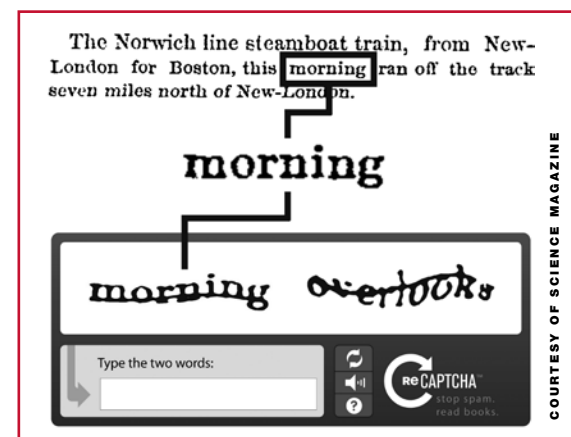 The Norwich line steamboat train, from New-
London for Boston, this morning ran off the track
seven miles north of New-London.
morning
morning overlooks
Type the two words:
reCAPTCHA™
stop spam.
read books.
COURTESY OF SCIENCE MAGAZINE